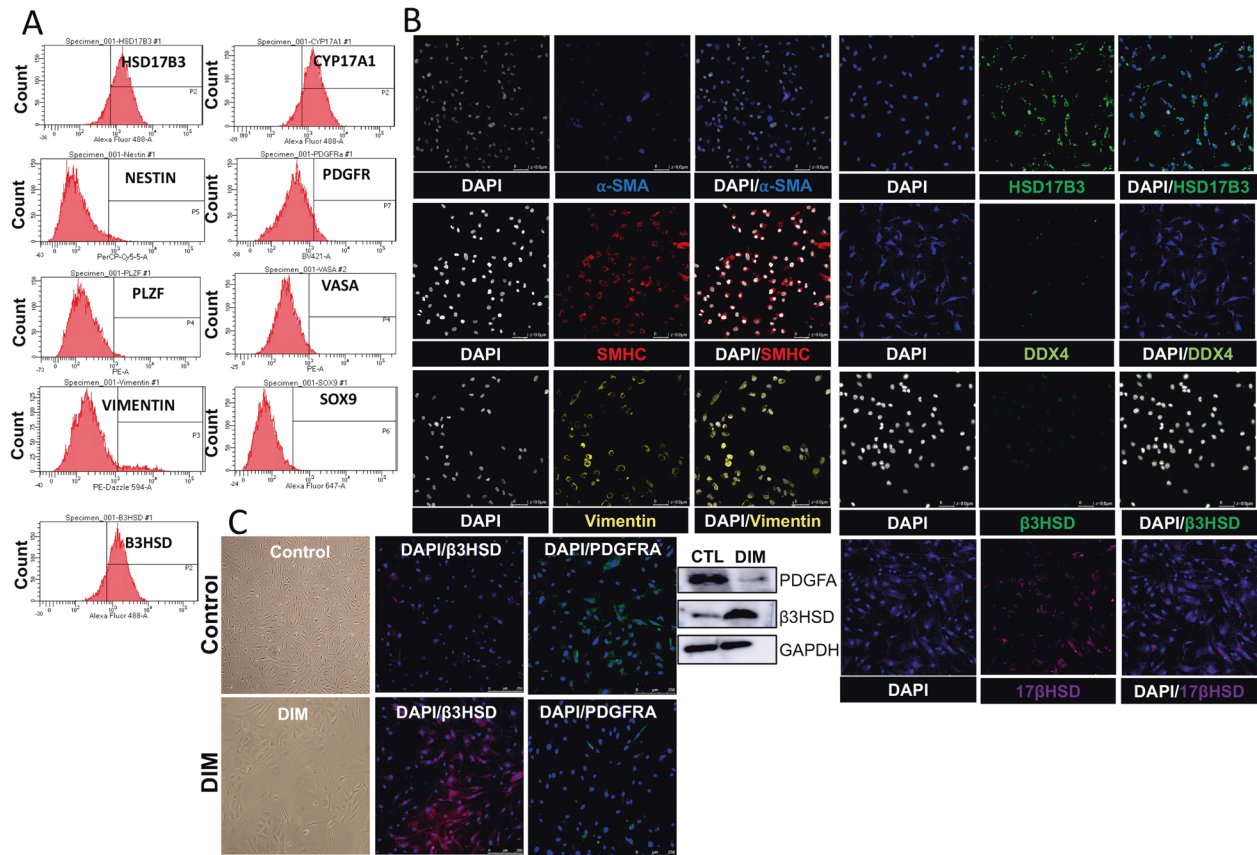 A
Specimen_001-HSD17B3 #1
HSD17B3
P2
Count
Alexa Fluor 488-A
Specimen_001-CYP17A1 #1
CYP17A1
P2
Alexa Fluor 488-A
Specimen_001-Nestin #1
NESTIN
P5
Count
PerCP-Cy5-5-A
Specimen_001-PDGFRa #1
PDGFR
P7
BV421-A
Specimen_001-PLZF #1
PLZF
P4
Count
PE-A
Specimen_001-VASA #2
VASA
P4
PE-A
Specimen_001-Vimentin #1
VIMENTIN
P3
Count
PE-Dazzle 594-A
Specimen_001-SOX9 #1
SOX9
P6
Alexa Fluor 647-A
Specimen_001-B3HSD #1
B3HSD
P2
Count
Alexa Fluor 488-A
B
DAPI
α-SMA
DAPI/α-SMA
DAPI
HSD17B3
DAPI/HSD17B3
DAPI
SMHC
DAPI/SMHC
DAPI
DDX4
DAPI/DDX4
DAPI
Vimentin
DAPI/Vimentin
DAPI
β3HSD
DAPI/β3HSD
DAPI
17βHSD
DAPI/17βHSD
C
Control
Control
DAPI/β3HSD
DAPI/PDGFRA
DIM
DIM
DAPI/β3HSD
DAPI/PDGFRA
CTL DIM
PDGFA
β3HSD
GAPDH